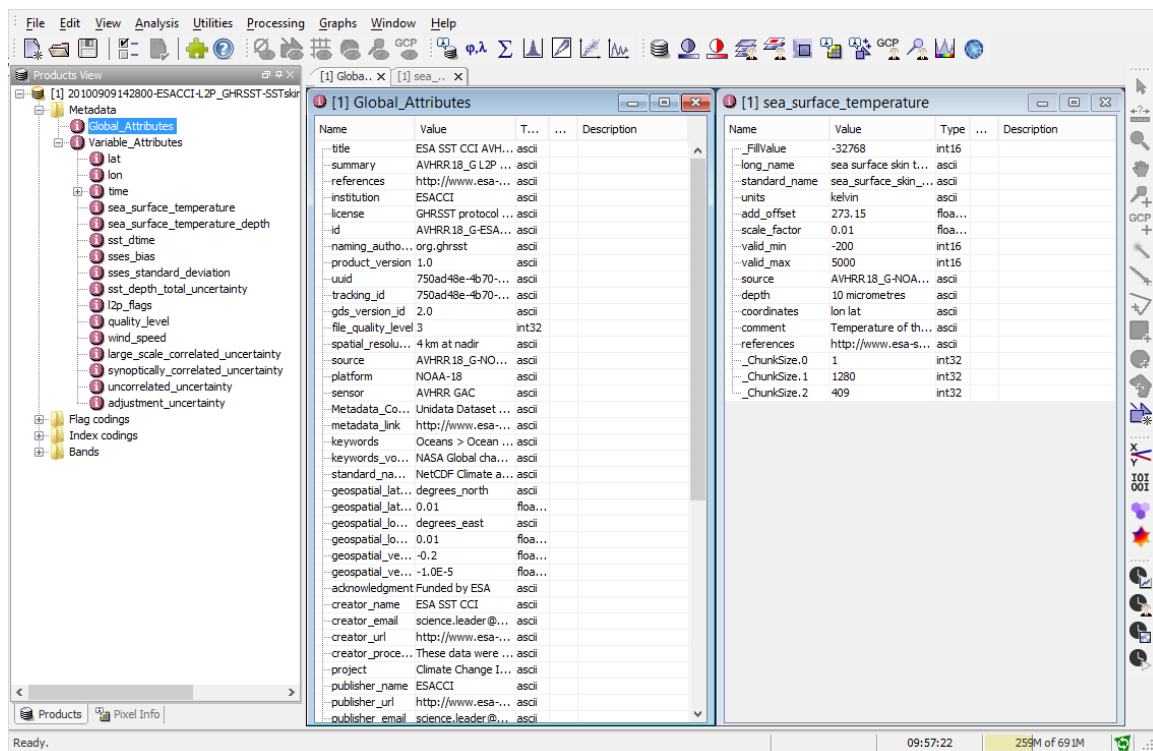 File Edit View Analysis Utilities Processing Graphs Window Help
GCP φ,λ Σ GCP
Products View
[1] Globa.. X [1] sea_.. X
[1] 20100909142800-ESACCI-L2P_GHRSST-SSTskir
Metadata
Global_Attributes
Variable_Attributes
lat
lon
time
sea_surface_temperature
sea_surface_temperature_depth
sst_dtime
sses_bias
sses_standard_deviation
sst_depth_total_uncertainty
l2p_flags
quality_level
wind_speed
large_scale_correlated_uncertainty
synoptically_correlated_uncertainty
uncorrelated_uncertainty
adjustment_uncertainty
Flag codings
Index codings
Bands
Products Pixel Info
[1] Global_Attributes
Name Value T... ... Description
title ESA SST CCI AVH... ascii
summary AVHRR18_G L2P ... ascii
references http://www.esa-... ascii
institution ESACCI ascii
license GHRSST protocol ... ascii
id AVHRR18_G-ESA... ascii
naming_autho... org.ghrsst ascii
product_version 1.0 ascii
uuid 750ad48e-4b70-... ascii
tracking_id 750ad48e-4b70-... ascii
gds_version_id 2.0 ascii
file_quality_level 3 int32
spatial_resolu... 4 km at nadir ascii
source AVHRR18_G-NO... ascii
platform NOAA-18 ascii
sensor AVHRR GAC ascii
Metadata_Co... Unidata Dataset ... ascii
metadata_link http://www.esa-... ascii
keywords Oceans > Ocean ... ascii
keywords_vo... NASA Global cha... ascii
standard_na... NetCDF Climate a... ascii
geospatial_lat... degrees_north ascii
geospatial_lat... 0.01 floa...
geospatial_lo... degrees_east ascii
geospatial_lo... 0.01 floa...
geospatial_ve... -0.2 floa...
geospatial_ve... -1.0E-5 floa...
acknowledgment Funded by ESA ascii
creator_name ESA SST CCI ascii
creator_email science.leader@... ascii
creator_url http://www.esa-... ascii
creator_proce... These data were ... ascii
project Climate Change I... ascii
publisher_name ESACCI ascii
publisher_url http://www.esa-... ascii
publisher_email science.leader@... ascii
[1] sea_surface_temperature
Name Value Type ... Description
_FillValue -32768 int16
long_name sea surface skin t... ascii
standard_name sea_surface_skin_... ascii
units kelvin ascii
add_offset 273.15 floa...
scale_factor 0.01 floa...
valid_min -200 int16
valid_max 5000 int16
source AVHRR18_G-NOA... ascii
depth 10 micrometres ascii
coordinates lon lat ascii
comment Temperature of th... ascii
references http://www.esa-s... ascii
_ChunkSize.0 1 int32
_ChunkSize.1 1280 int32
_ChunkSize.2 409 int32
GCP
X
Y
IOI
OOI
Ready. 09:57:22 259M of 691M